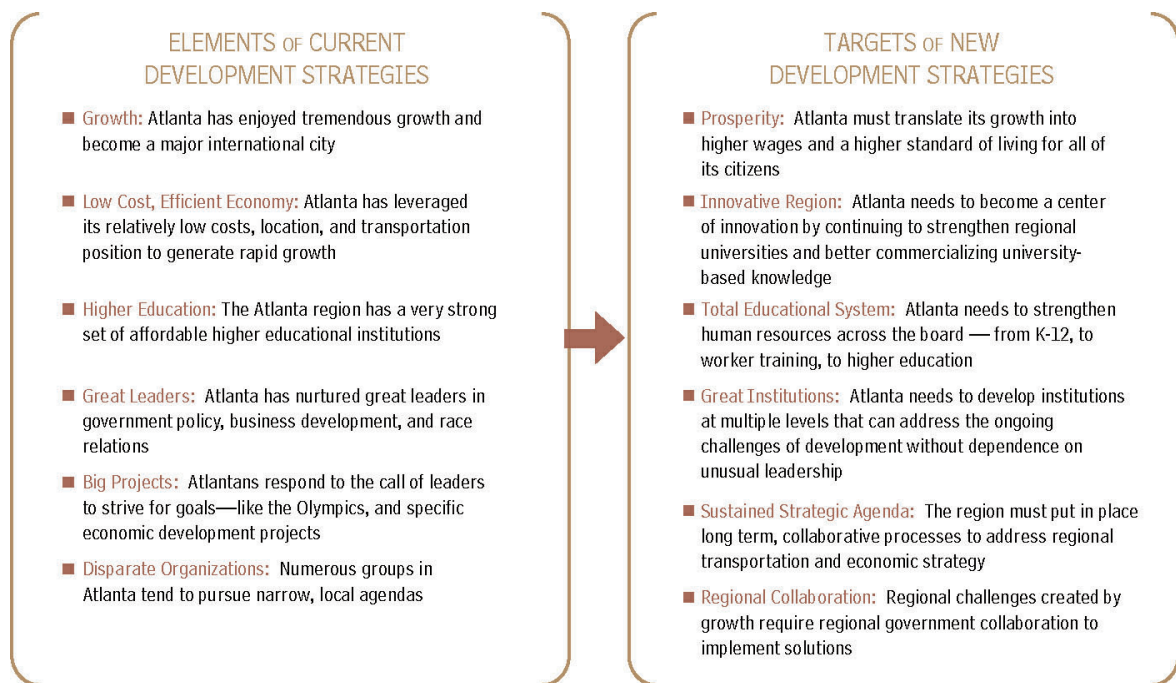 ELEMENTS OF CURRENT
DEVELOPMENT STRATEGIES
■ Growth: Atlanta has enjoyed tremendous growth and
become a major international city
■ Low Cost, Efficient Economy: Atlanta has leveraged
its relatively low costs, location, and transportation
position to generate rapid growth
■ Higher Education: The Atlanta region has a very strong
set of affordable higher educational institutions
■ Great Leaders: Atlanta has nurtured great leaders in
government policy, business development, and race
relations
■ Big Projects: Atlantans respond to the call of leaders
to strive for goals—like the Olympics, and specific
economic development projects
■ Disparate Organizations: Numerous groups in
Atlanta tend to pursue narrow, local agendas
TARGETS OF NEW
DEVELOPMENT STRATEGIES
■ Prosperity: Atlanta must translate its growth into
higher wages and a higher standard of living for all of
its citizens
■ Innovative Region: Atlanta needs to become a center
of innovation by continuing to strengthen regional
universities and better commercializing university-
based knowledge
■ Total Educational System: Atlanta needs to strengthen
human resources across the board — from K-12, to
worker training, to higher education
■ Great Institutions: Atlanta needs to develop institutions
at multiple levels that can address the ongoing
challenges of development without dependence on
unusual leadership
■ Sustained Strategic Agenda: The region must put in place
long term, collaborative processes to address regional
transportation and economic strategy
■ Regional Collaboration: Regional challenges created by
growth require regional government collaboration to
implement solutions